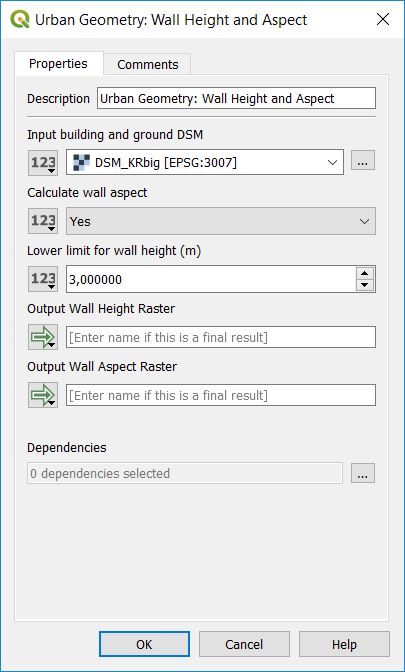 Urban Geometry: Wall Height and Aspect
Properties
Comments
Description
Urban Geometry: Wall Height and Aspect
Input building and ground DSM
123
DSM_KRbig [EPSG:3007]
...
Calculate wall aspect
123
Yes
Lower limit for wall height (m)
123
3,000000
Output Wall Height Raster
[Enter name if this is a final result]
Output Wall Aspect Raster
[Enter name if this is a final result]
Dependencies
0 dependencies selected
...
OK
Cancel
Help